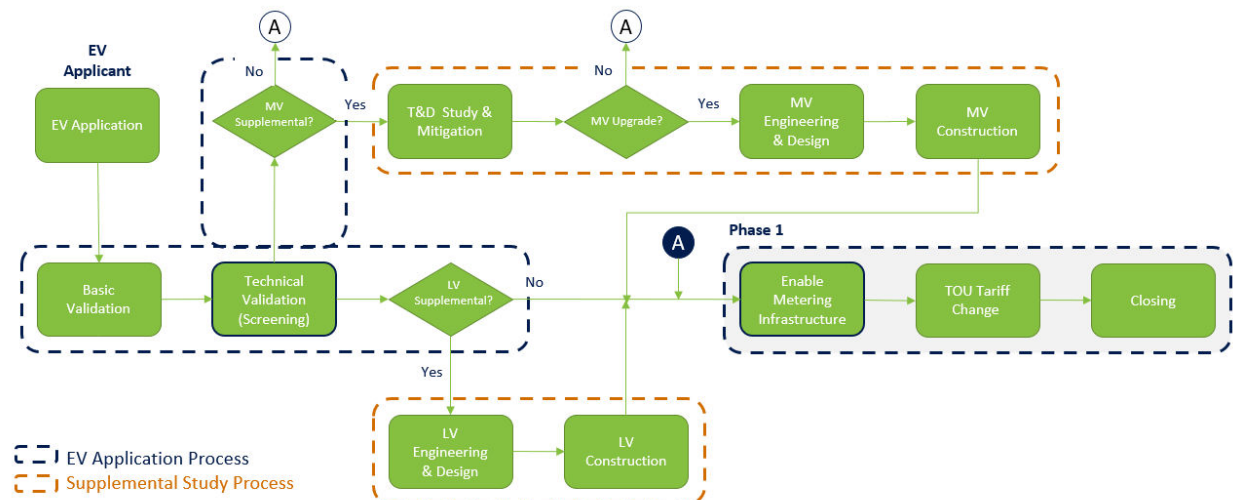 A
A
EV
Applicant
EV Application
No
MV
Supplemental?
Yes
T&D Study &
Mitigation
No
MV Upgrade?
Yes
MV
Engineering
& Design
MV
Construction
Basic
Validation
Technical
Validation
(Screening)
LV
Supplemental?
No
A
Phase 1
Enable
Metering
Infrastructure
TOU Tariff
Change
Closing
Yes
LV
Engineering
& Design
LV
Construction
EV Application Process
Supplemental Study Process